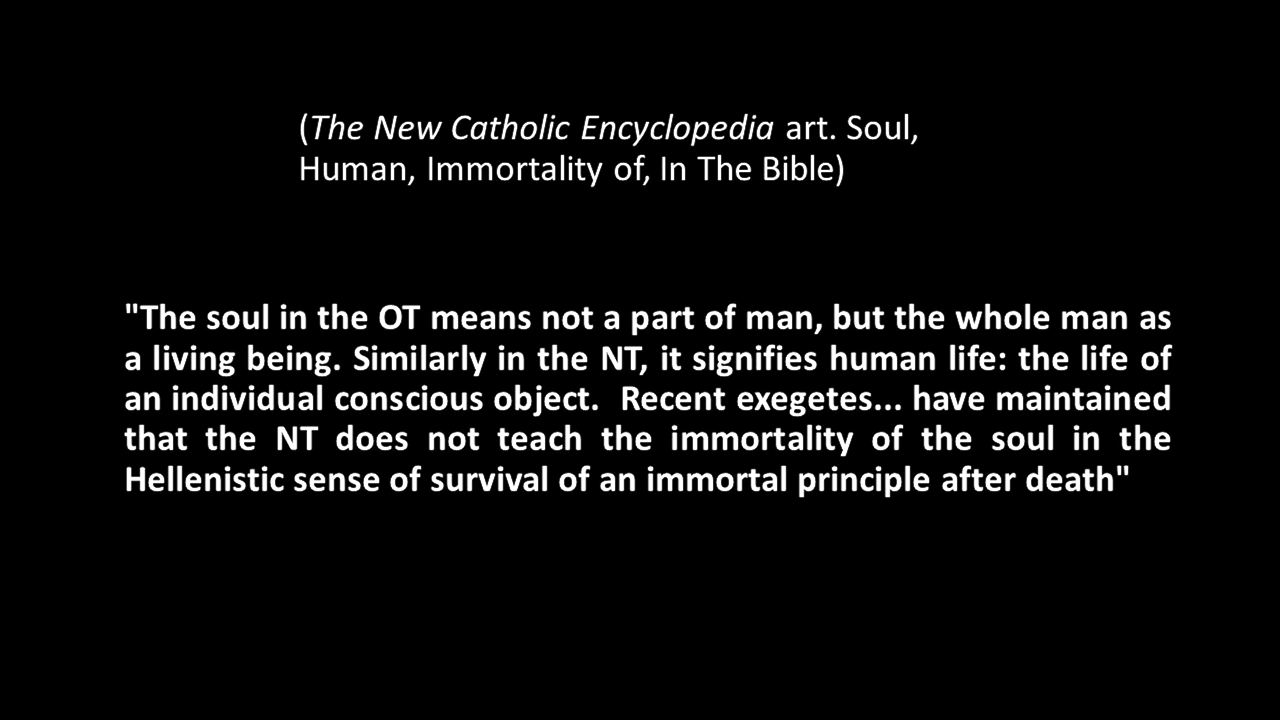 (The New Catholic Encyclopedia art. Soul,
Human, Immortality of, In The Bible)
"The soul in the OT means not a part of man, but the whole man as
a living being. Similarly in the NT, it signifies human life: the life of
an individual conscious object.  Recent exegetes... have maintained
that the NT does not teach the immortality of the soul in the
Hellenistic sense of survival of an immortal principle after death"